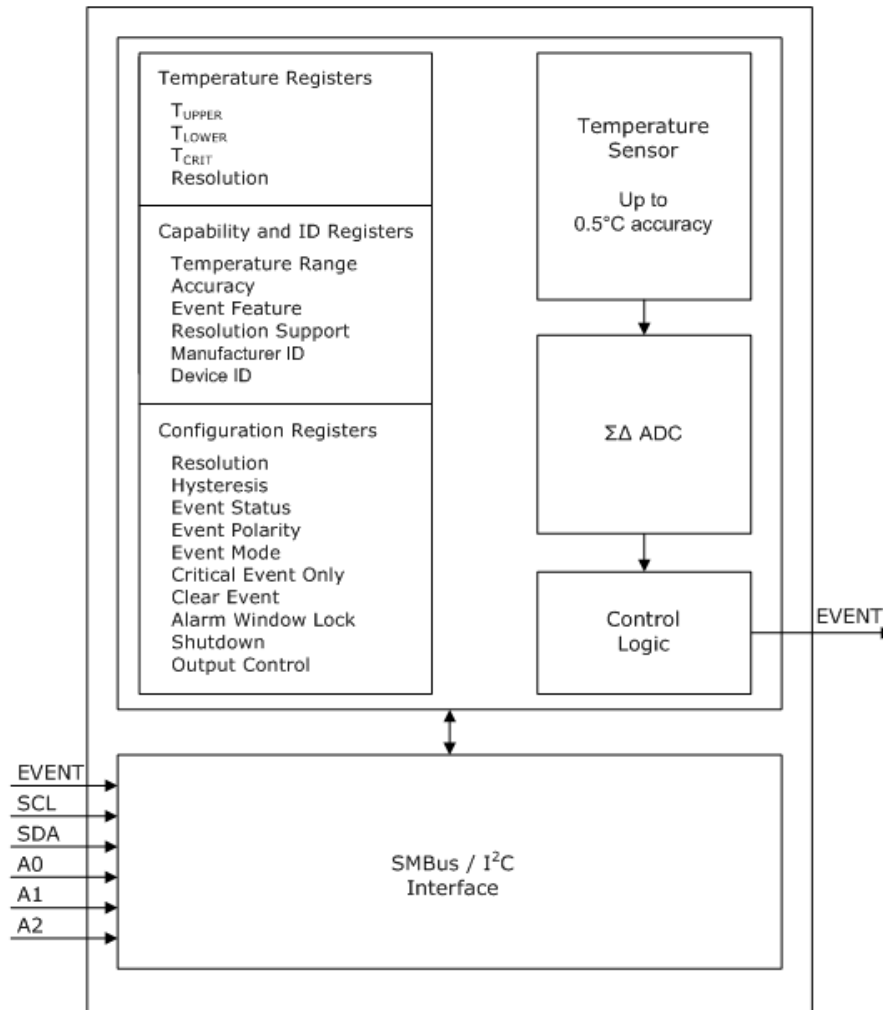 Temperature Registers
T_UPPER
T_LOWER
T_CRIT
Resolution
Capability and ID Registers
Temperature Range
Accuracy
Event Feature
Resolution Support
Manufacturer ID
Device ID
Configuration Registers
Resolution
Hysteresis
Event Status
Event Polarity
Event Mode
Critical Event Only
Clear Event
Alarm Window Lock
Shutdown
Output Control
Temperature
Sensor
Up to
0.5°C accuracy
ΣΔ ADC
Control
Logic
EVENT
EVENT
SCL
SDA
A0
A1
A2
SMBus / I²C
Interface